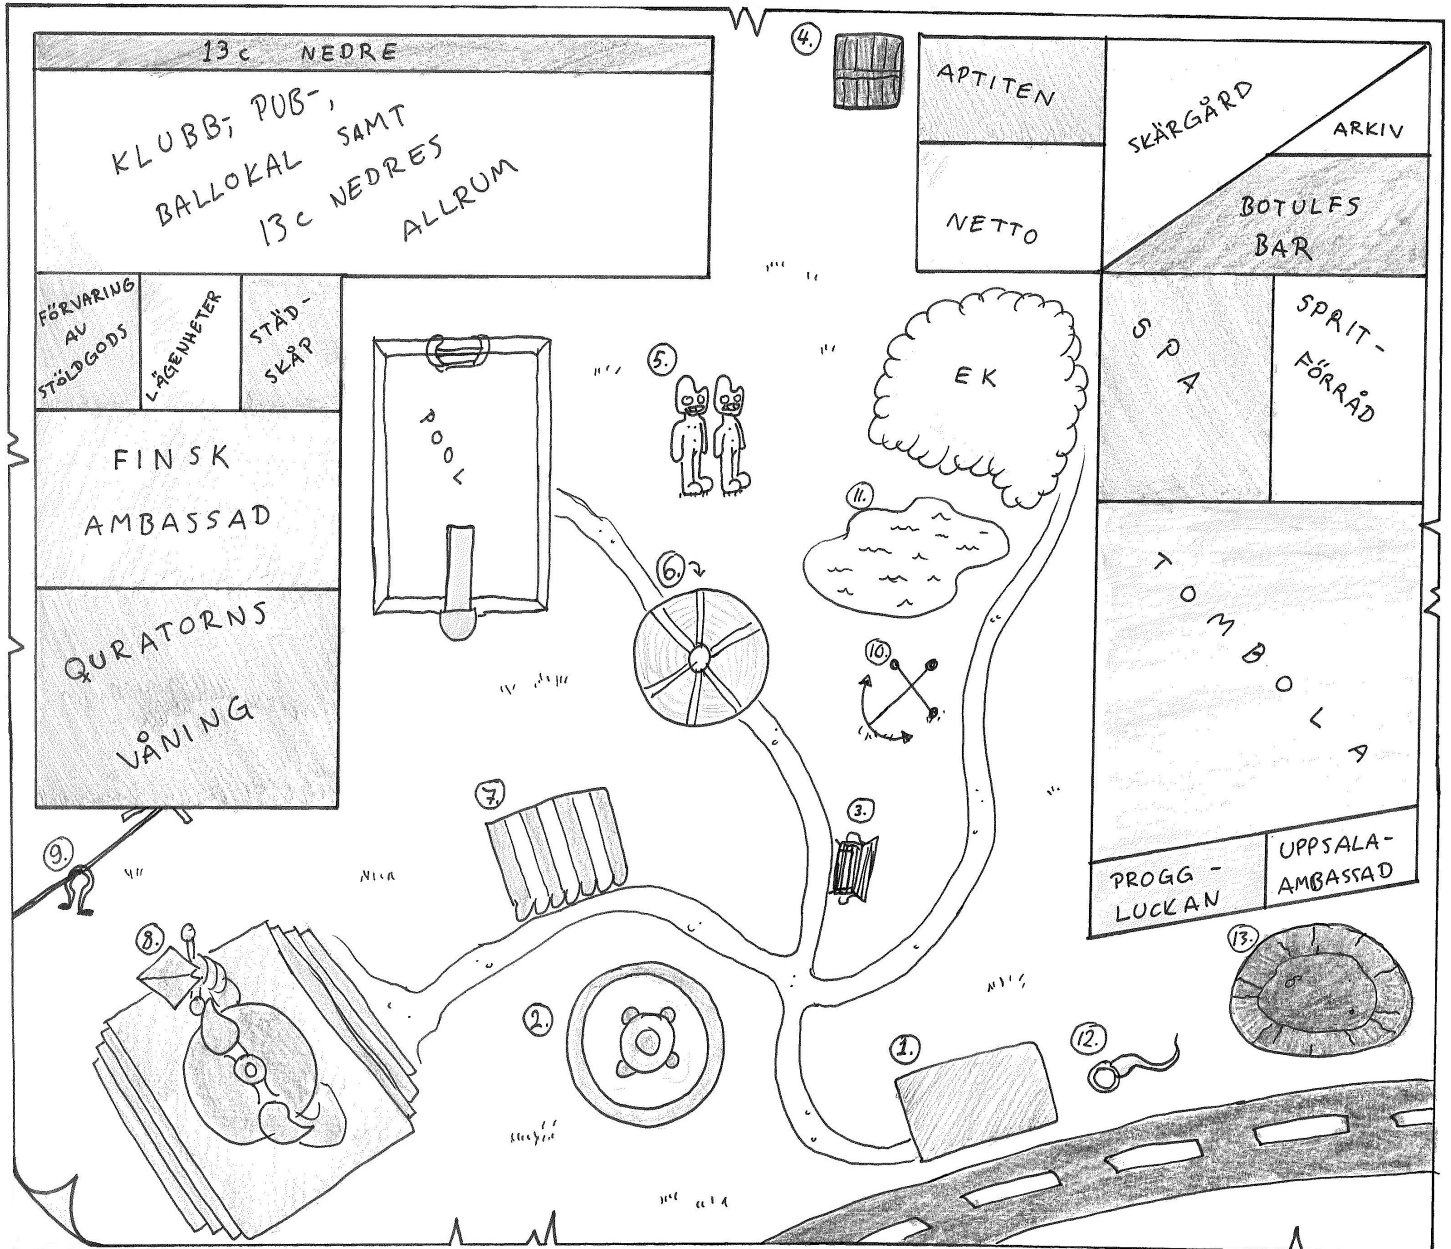 13c NEDRE
KLUBB-, PUB-,
BALLOKAL SAMT
13c NEDRES
ALLRUM
FÖRVARING
AV
STÖLDGODS
LÄGENHETER
STÄD-
SKÅP
FINSK
AMBASSAD
QURATORNS
VÅNING
POOL
4.
APTITEN
NETTO
SKÄRGÅRD
ARKIV
BOTULFS
BAR
SPA
SPRIT-
FÖRRÅD
EK
5.
11.
6.
10.
TOMBOLA
7.
3.
9.
PROGG-
LUCKAN
UPPSALA-
AMBASSAD
8.
2.
1.
12.
13.